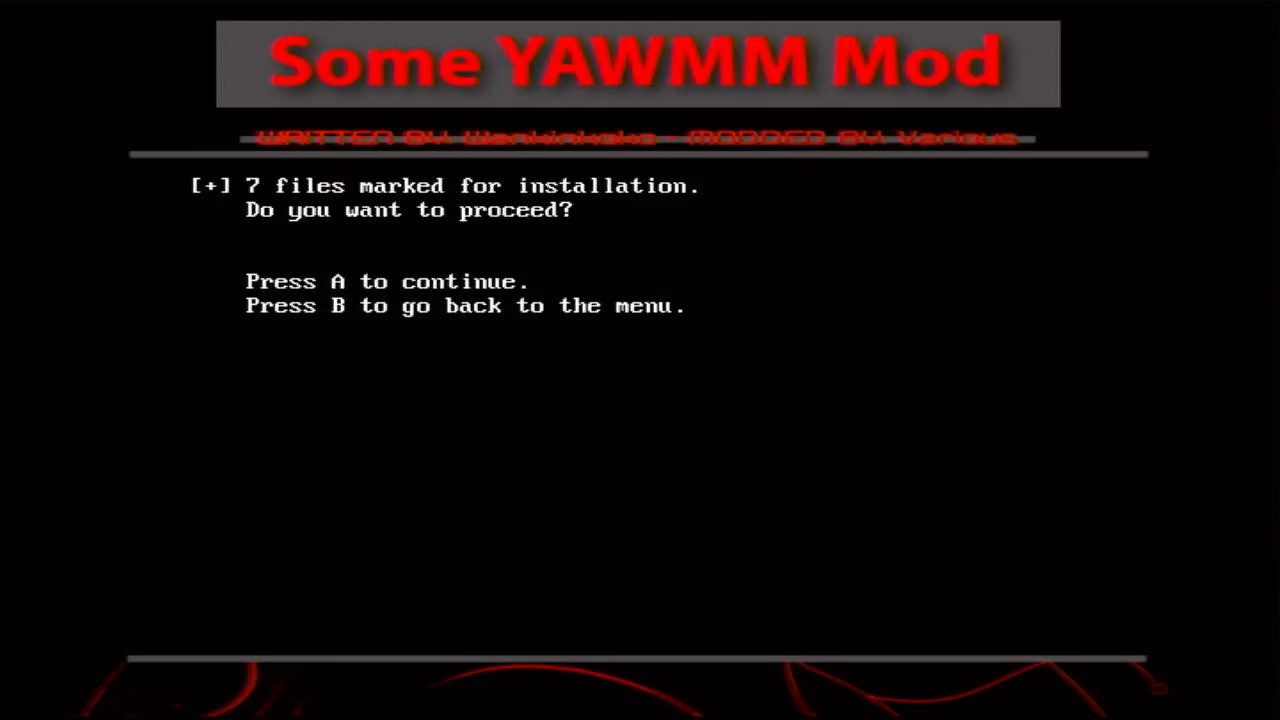 Some YAWMM Mod
WRITTEN BY: Wankinkoko - MODDED BY: Various
[+] 7 files marked for installation.
Do you want to proceed?
Press A to continue.
Press B to go back to the menu.